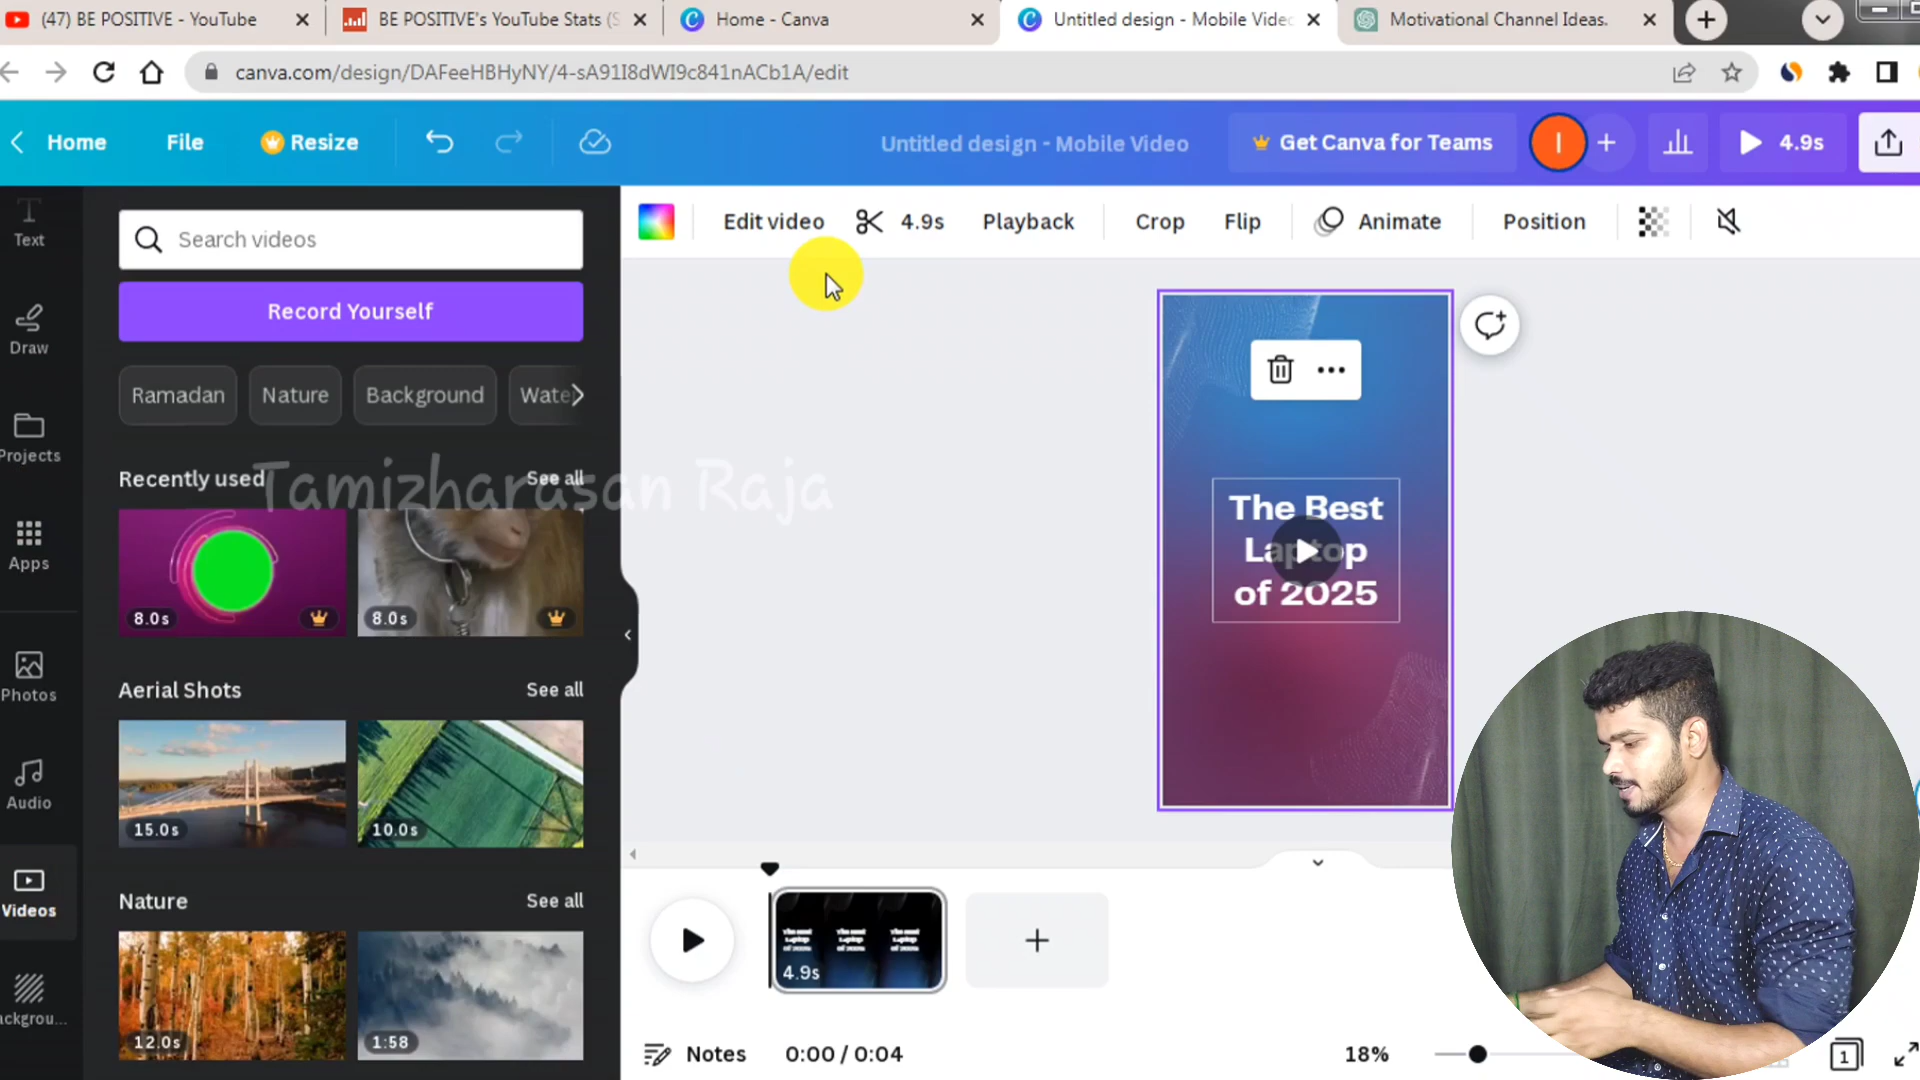 (47) BE POSITIVE - YouTube
BE POSITIVE's YouTube Stats (S
Home - Canva
Untitled design - Mobile Video
Motivational Channel Ideas.
canva.com/design/DAFeeHBHyNY/4-sA91I8dWI9c841nACb1A/edit
Home
File
Resize
Untitled design - Mobile Video
Get Canva for Teams
I
4.9s
Text
Draw
Projects
Apps
Photos
Audio
Videos
ckgrou...
Search videos
Record Yourself
Ramadan
Nature
Background
Wate
Recently used
See all
8.0s
8.0s
Aerial Shots
See all
15.0s
10.0s
Nature
See all
12.0s
1:58
Edit video
4.9s
Playback
Crop
Flip
Animate
Position
Tamizharasan Raja
The Best
Laptop
of 2025
4.9s
Notes
0:00 / 0:04
18%
1